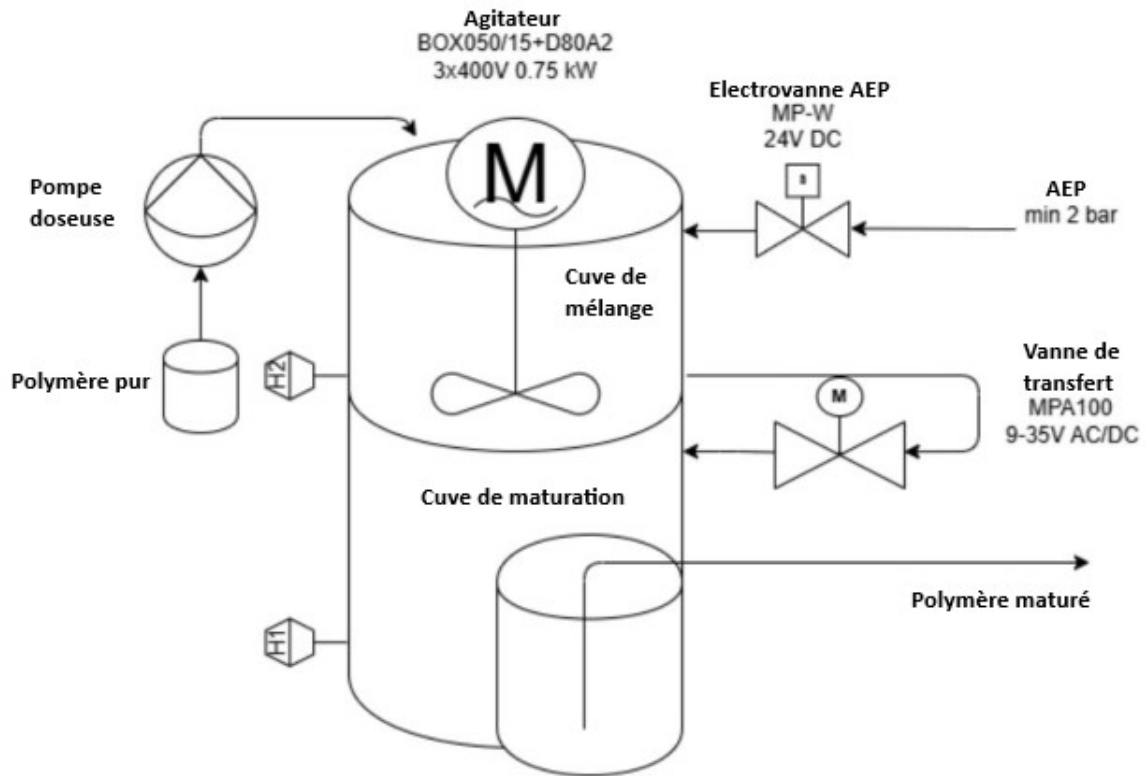 Agitateur
BOX050/15+D80A2
3x400V 0.75 kW
Electrovanne AEP
MP-W
24V DC
M
Pompe
doseuse
AEP
min 2 bar
Cuve de
mélange
Vanne de
transfert
MPA100
9-35V AC/DC
M
Polymère pur
H2
Cuve de maturation
Polymère maturé
H1